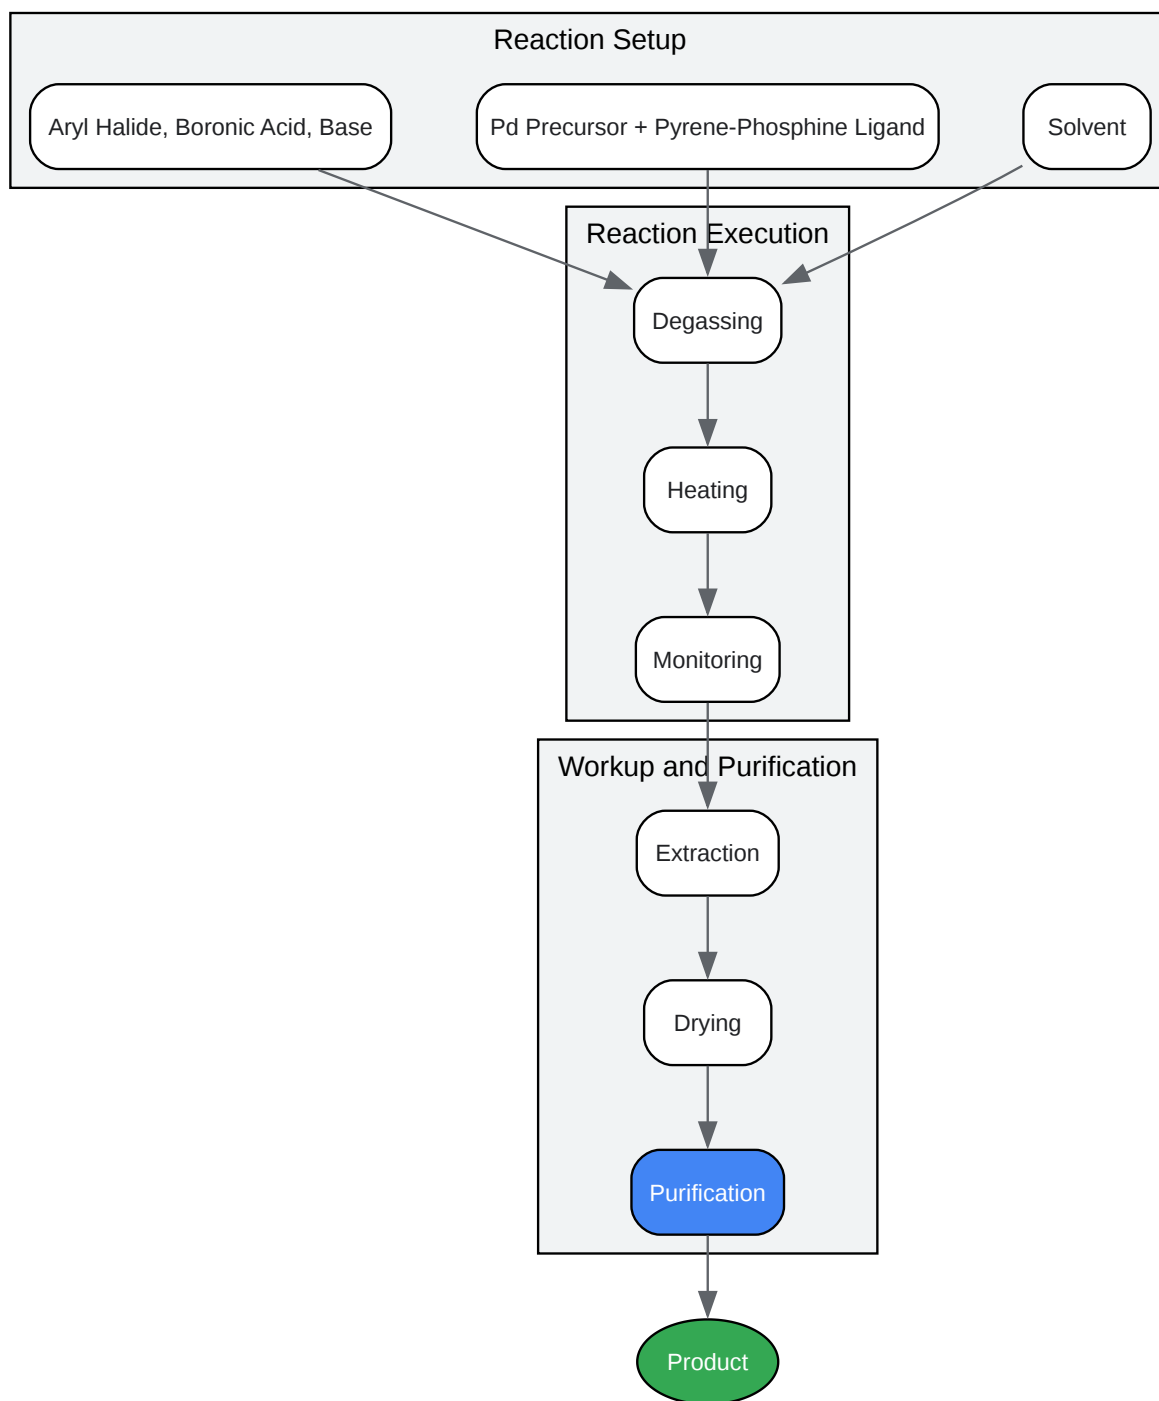 Reaction Setup
Aryl Halide, Boronic Acid, Base
Pd Precursor + Pyrene-Phosphine Ligand
Solvent
Reaction Execution
Degassing
Heating
Monitoring
Workup and Purification
Extraction
Drying
Purification
Product